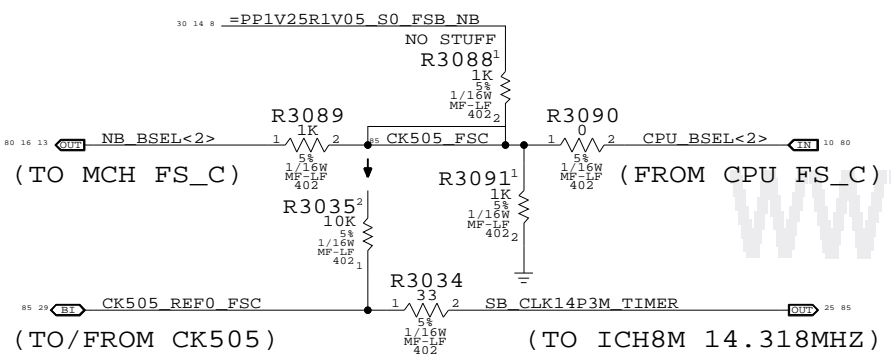 30 14 8 =PP1V25R1V05_S0_FSB_NB
NO STUFF
R3088 1
1K
5%
1/16W
MF-LF
402 2
R3089
1K
80 16 13 OUT NB_BSEL<2> 1 2
5%
1/16W
MF-LF
402
85 CK505_FSC
R3090
0
1 2 CPU_BSEL<2> IN 10 80
5%
1/16W
MF-LF
402
(TO MCH FS_C)
(FROM CPU FS_C)
R3091 1
1K
5%
1/16W
MF-LF
402 2
R3035 2
10K
5%
1/16W
MF-LF
402 1
R3034
33
85 29 BI CK505_REF0_FSC 1 2 SB_CLK14P3M_TIMER OUT 25 85
5%
1/16W
MF-LF
402
(TO/FROM CK505)
(TO ICH8M 14.318MHZ)
WW